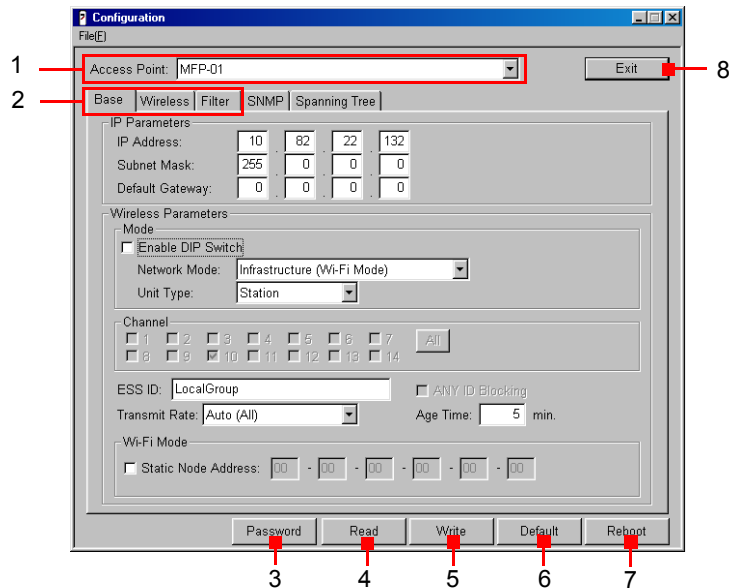 Configuration
File(F)
1
Access Point: MFP-01
Exit
8
2
Base Wireless Filter SNMP Spanning Tree
IP Parameters
IP Address: 10 . 82 . 22 . 132
Subnet Mask: 255 . 0 . 0 . 0
Default Gateway: 0 . 0 . 0 . 0
Wireless Parameters
Mode
Enable DIP Switch
Network Mode: Infrastructure (Wi-Fi Mode)
Unit Type: Station
Channel
1 2 3 4 5 6 7 All
8 9 10 11 12 13 14
ESS ID: LocalGroup ANY ID Blocking
Transmit Rate: Auto (All) Age Time: 5 min.
Wi-Fi Mode
Static Node Address: 00 - 00 - 00 - 00 - 00 - 00
Password Read Write Default Reboot
3 4 5 6 7